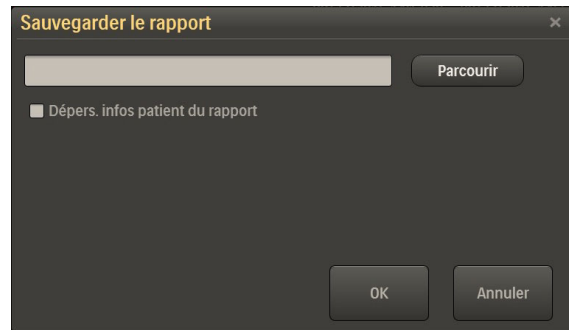 Sauvegarder le rapport
Parcourir
Dépers. infos patient du rapport
OK
Annuler